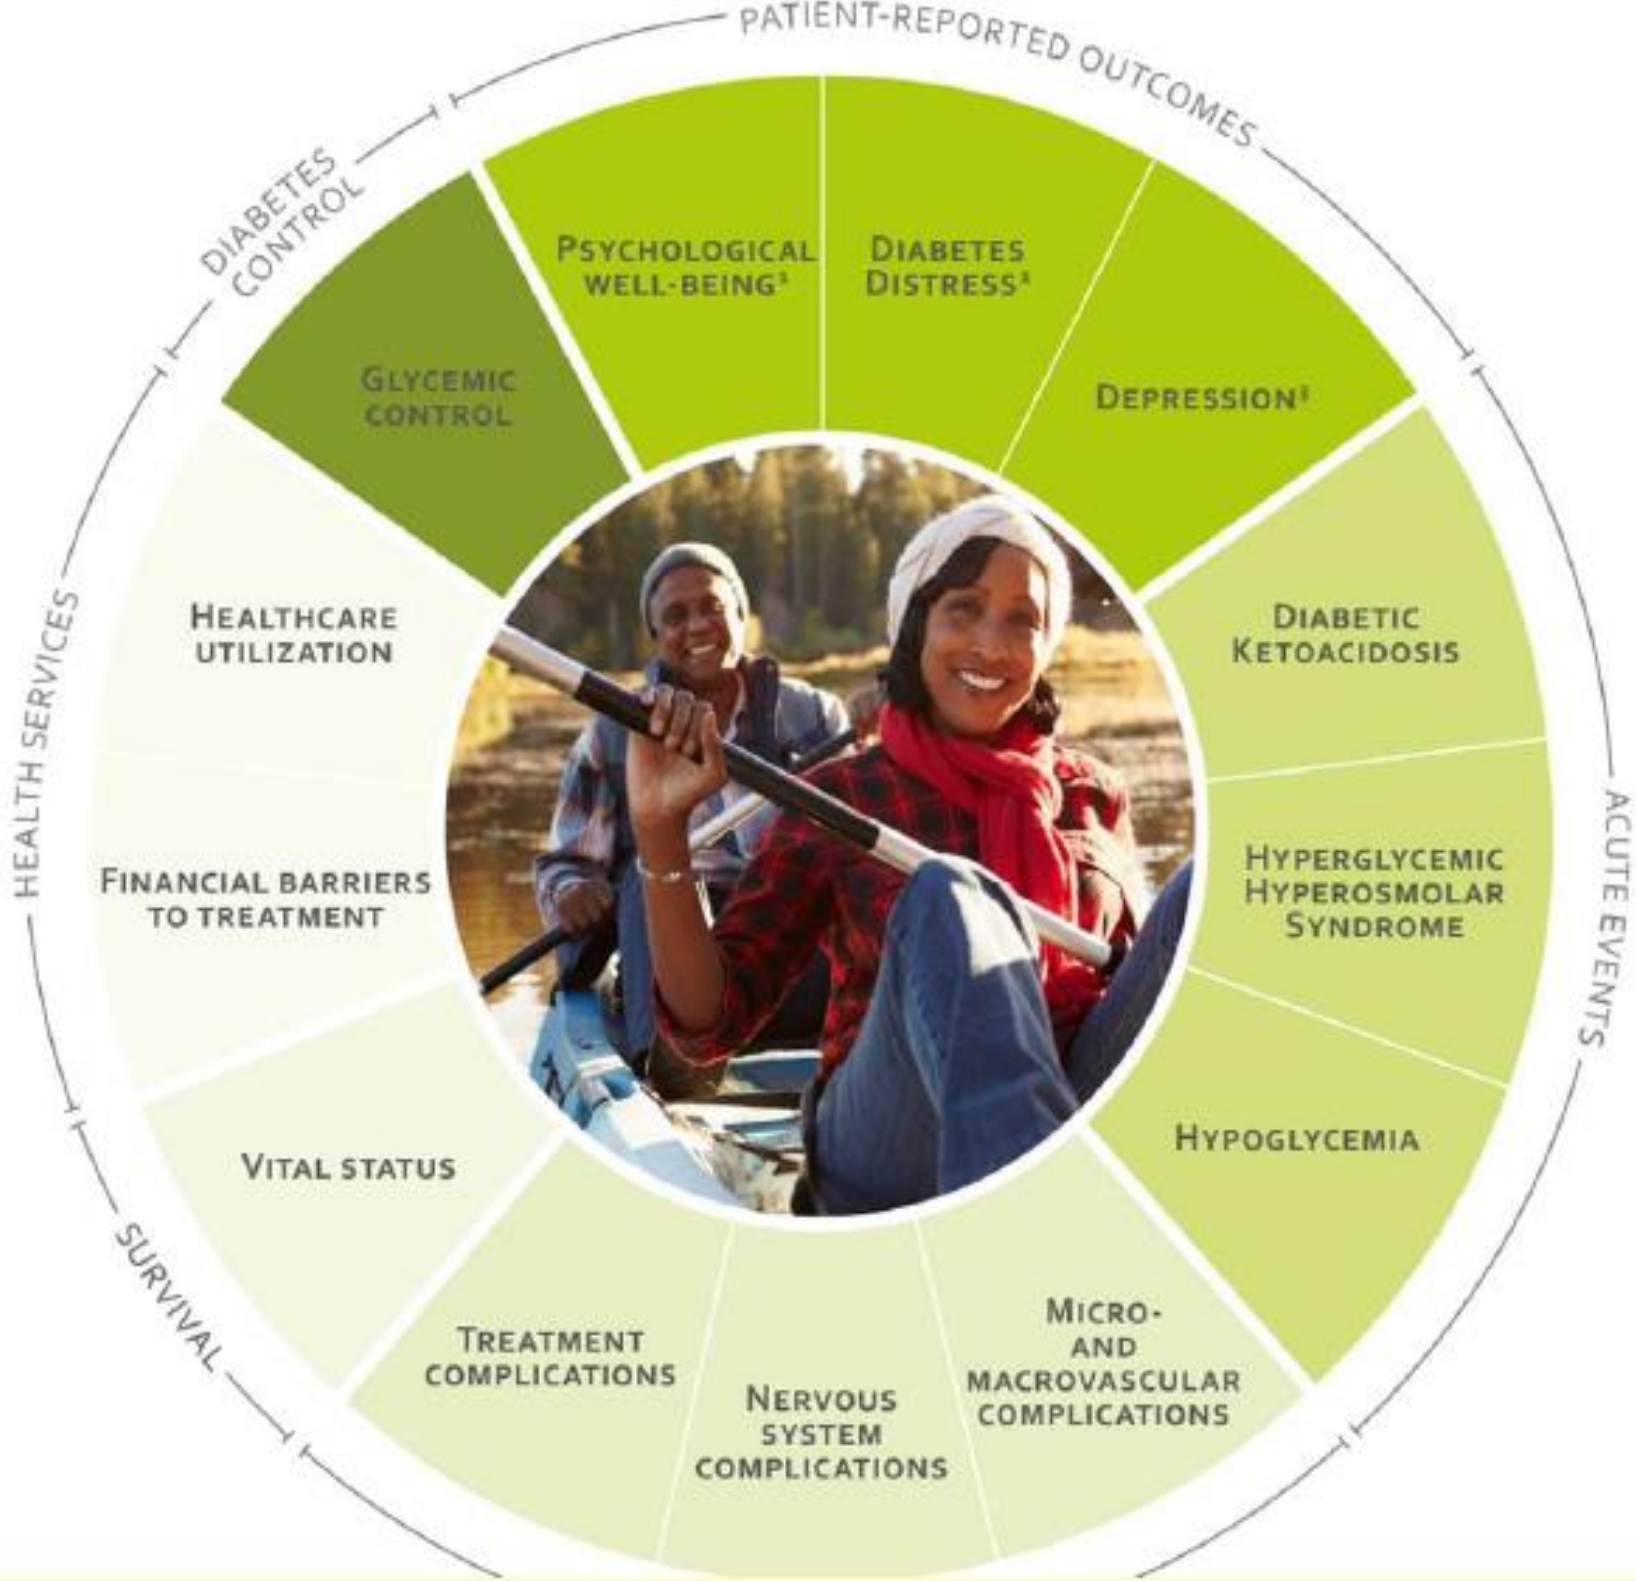 PATIENT-REPORTED OUTCOMES
DIABETES
CONTROL
PSYCHOLOGICAL
WELL-BEING¹
DIABETES
DISTRESS²
DEPRESSION³
GLYCEMIC
CONTROL
DIABETIC
KETOACIDOSIS
HEALTHCARE
UTILIZATION
HEALTH SERVICES
ACUTE EVENTS
HYPERGLYCEMIC
HYPEROSMOLAR
SYNDROME
FINANCIAL BARRIERS
TO TREATMENT
HYPOGLYCEMIA
VITAL STATUS
SURVIVAL
TREATMENT
COMPLICATIONS
NERVOUS
SYSTEM
COMPLICATIONS
MICRO-
AND
MACROVASCULAR
COMPLICATIONS